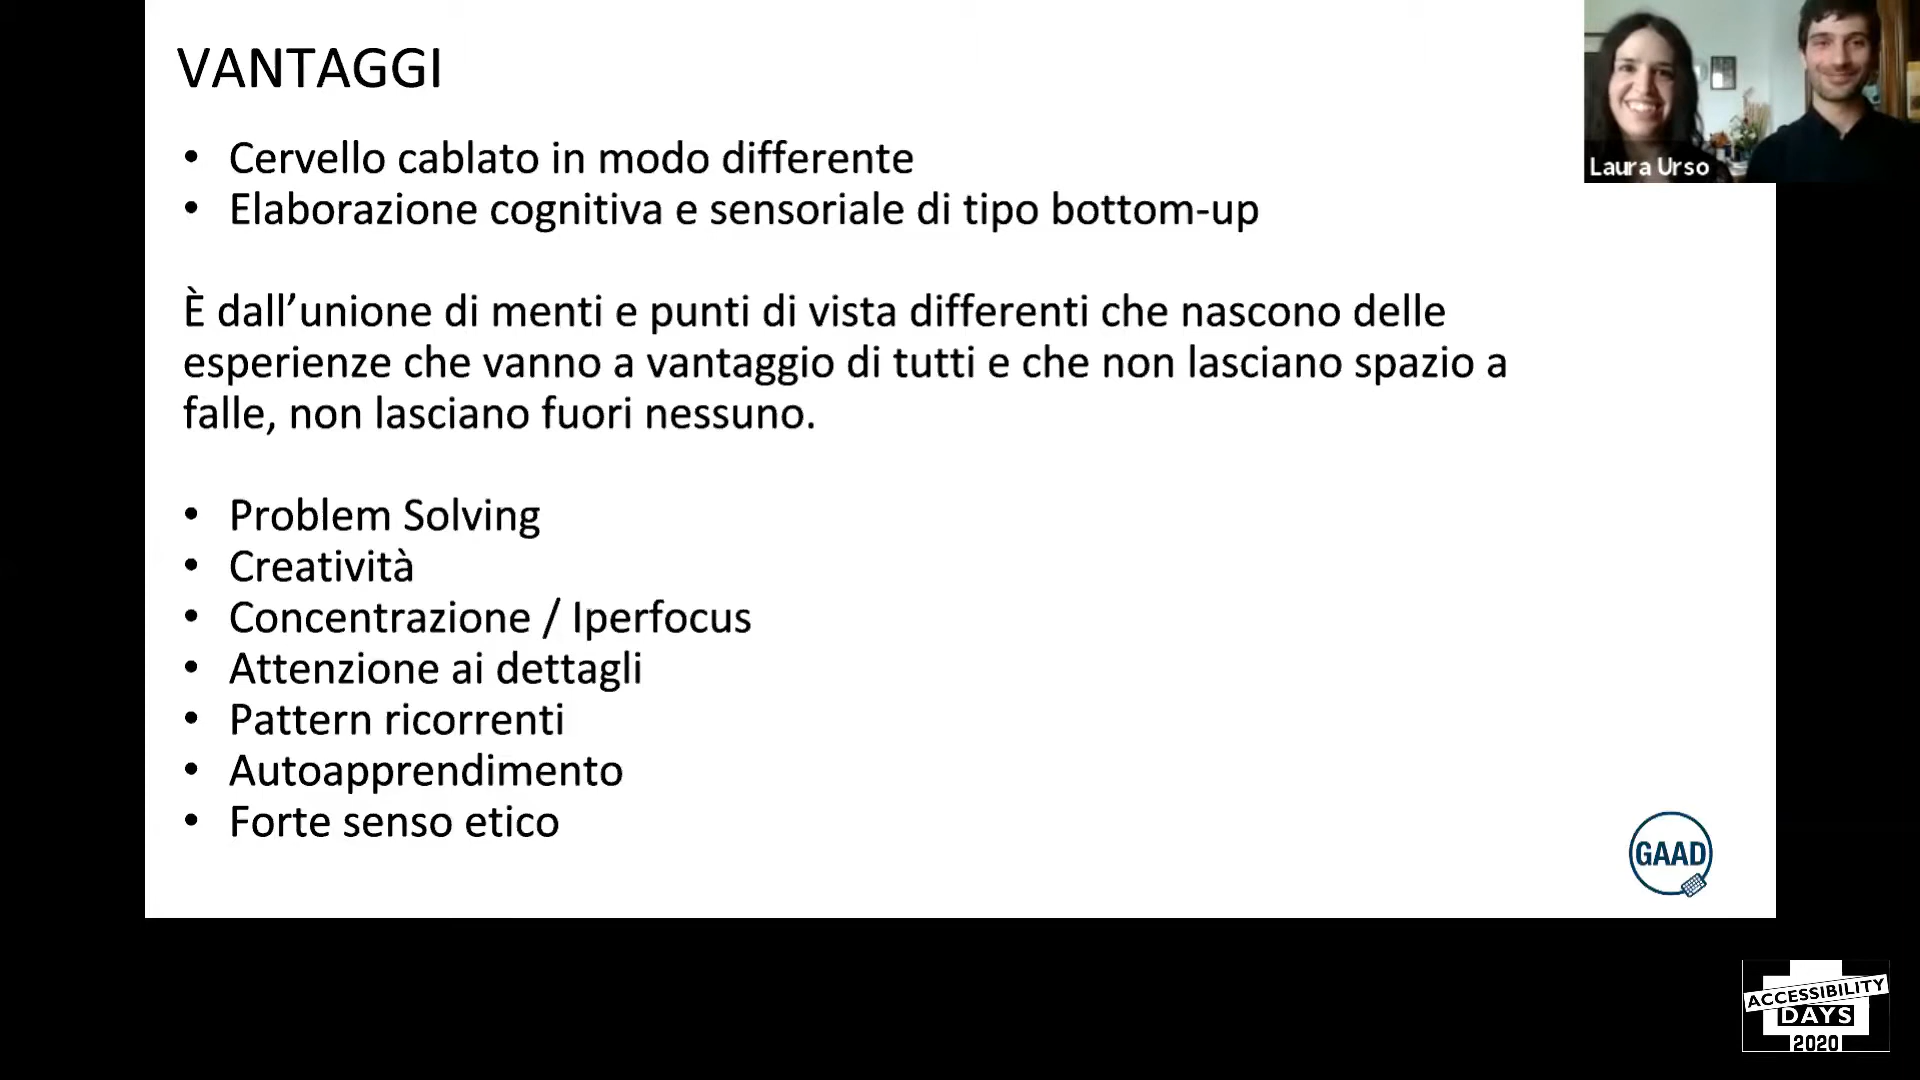 VANTAGGI
• Cervello cablato in modo differente
• Elaborazione cognitiva e sensoriale di tipo bottom-up
È dall’unione di menti e punti di vista differenti che nascono delle
esperienze che vanno a vantaggio di tutti e che non lasciano spazio a
falle, non lasciano fuori nessuno.
• Problem Solving
• Creatività
• Concentrazione / Iperfocus
• Attenzione ai dettagli
• Pattern ricorrenti
• Autoapprendimento
• Forte senso etico
Laura Urso
GAAD
ACCESSIBILITY
DAYS
2020